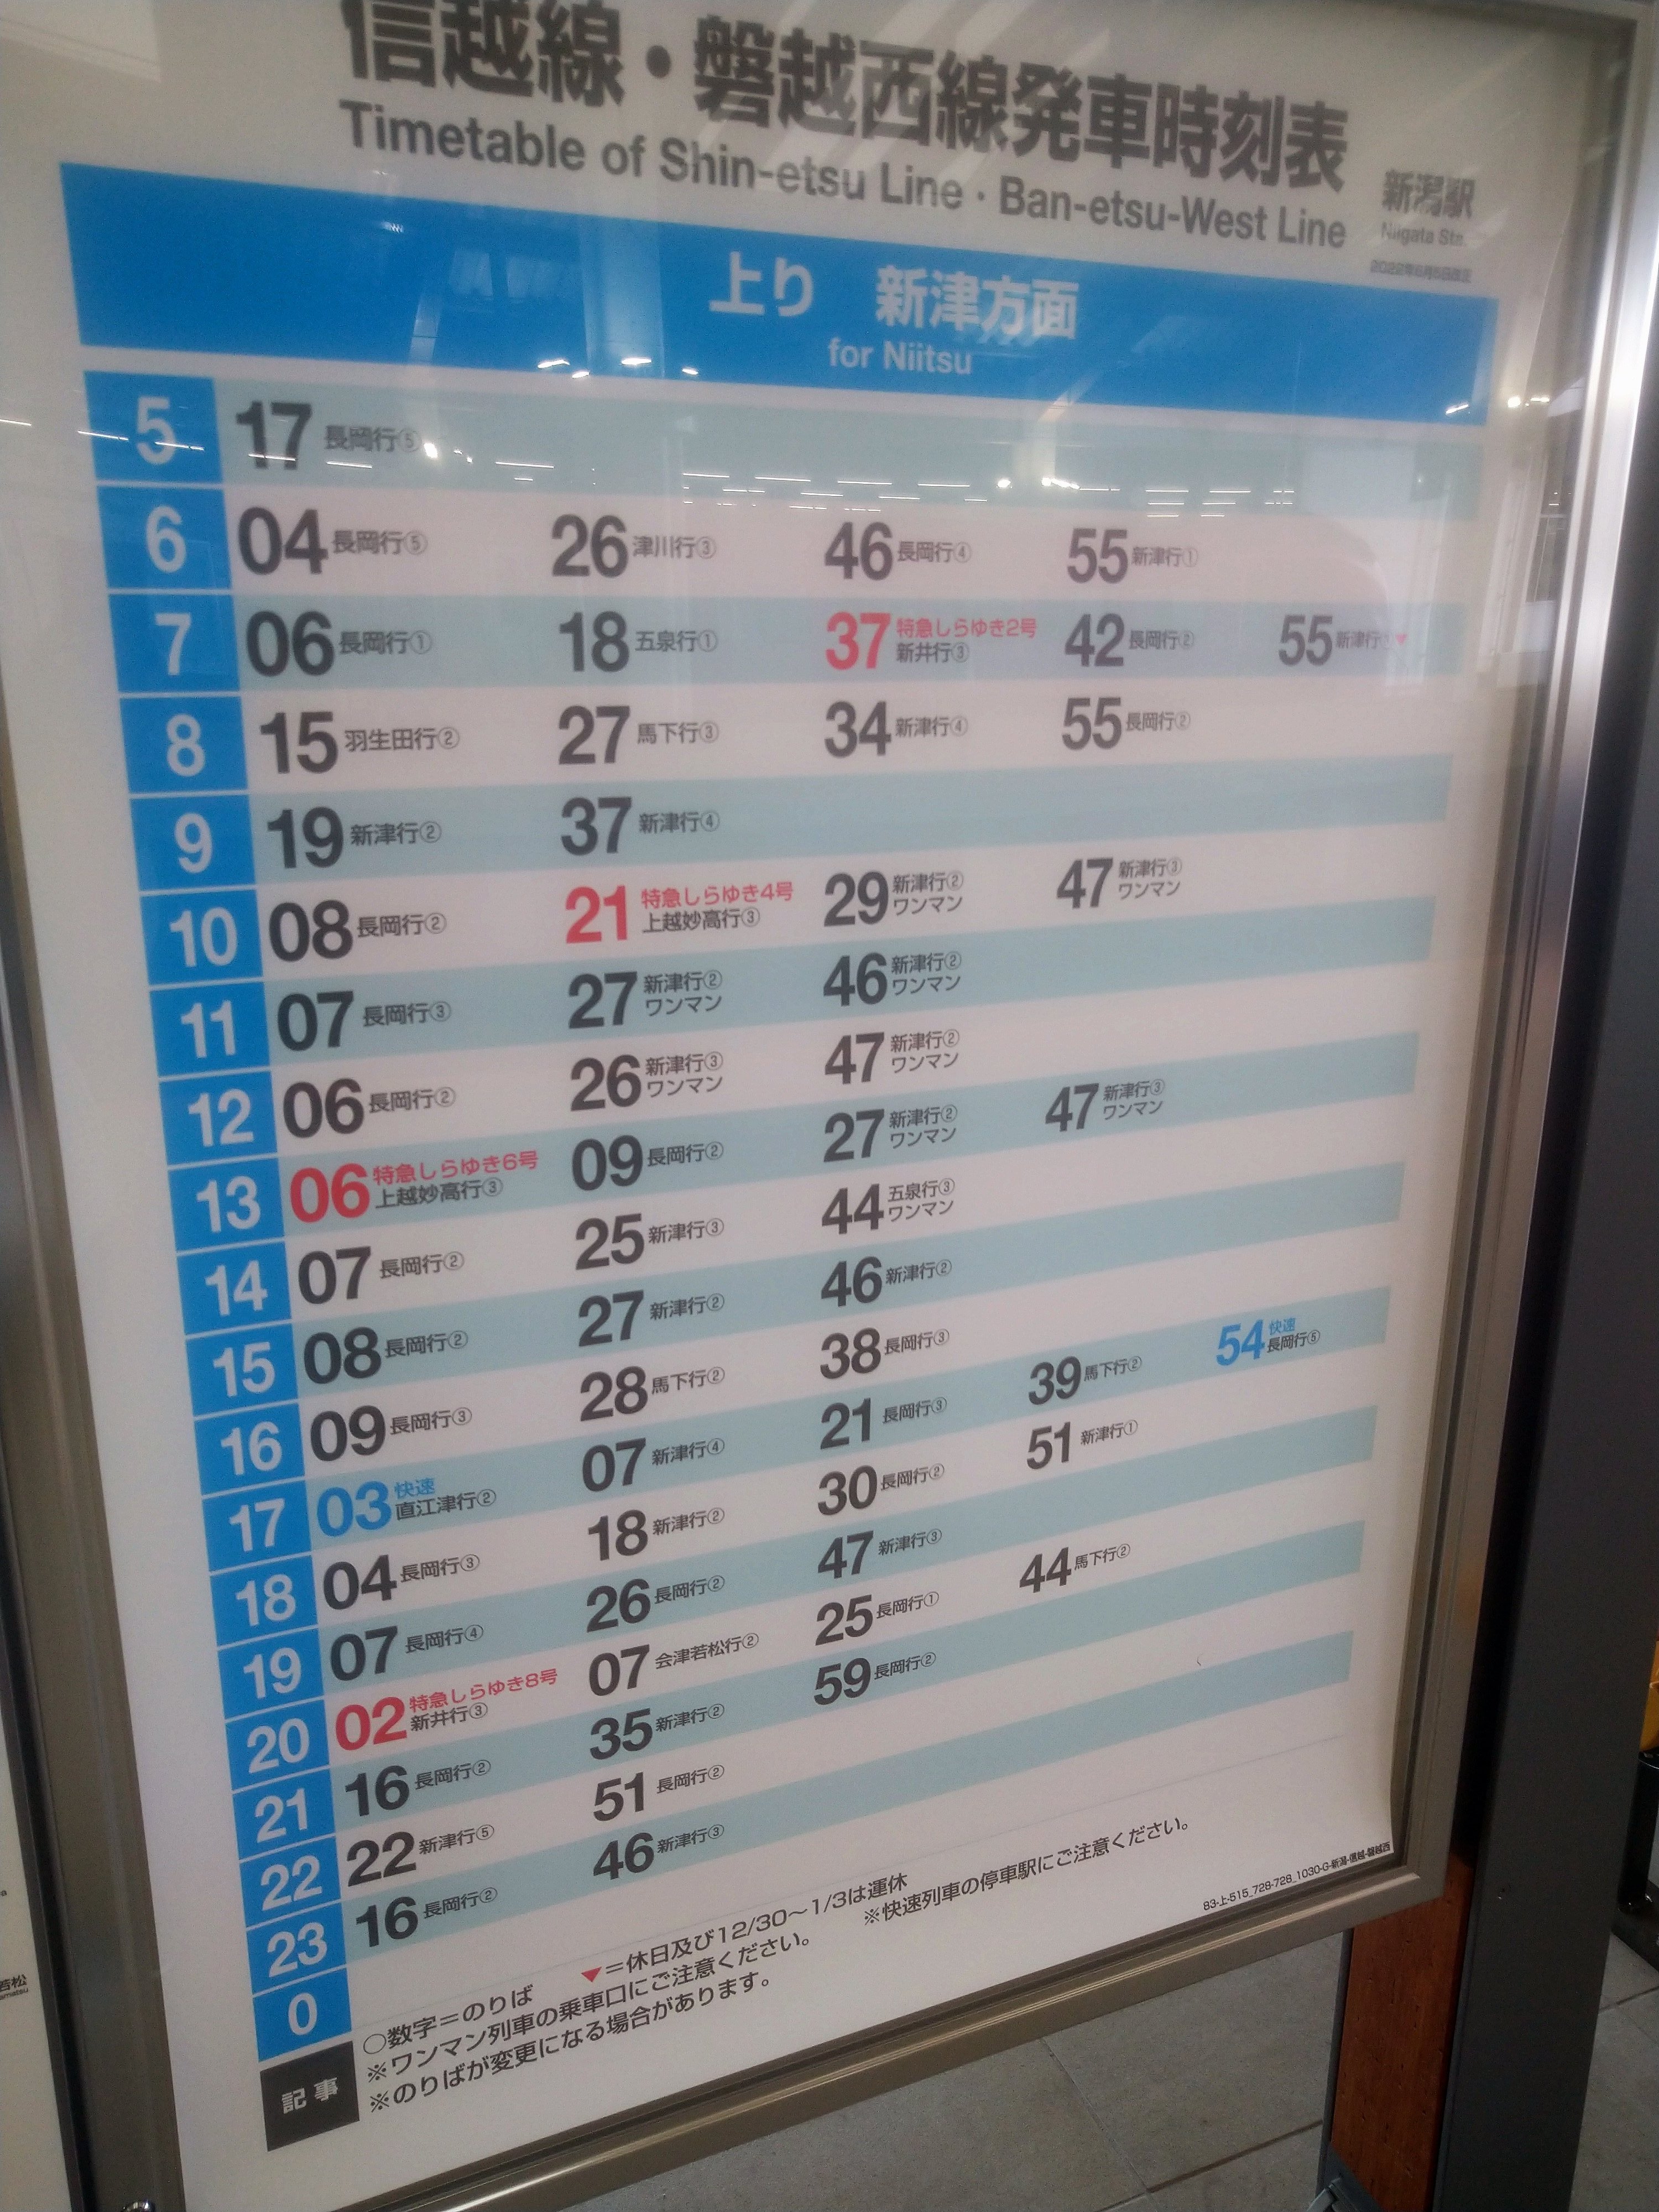 信越線・磐越西線発車時刻表
Timetable of Shin-etsu Line・Ban-etsu-West Line
新潟駅
Niigata Stn.
上り 新津方面
for Niitsu
5 17 長岡行⑤
6 04 長岡行⑤ 26 津川行③ 46 長岡行④ 55 新津行①
7 06 長岡行① 18 五泉行① 37 特急しらゆき2号 新井行③ 42 長岡行② 55 新津行 ▼
8 15 羽生田行② 27 馬下行③ 34 新津行④ 55 長岡行②
9 19 新津行② 37 新津行④
10 08 長岡行② 21 特急しらゆき4号 上越妙高行③ 29 新津行② ワンマン 47 新津行③ ワンマン
11 07 長岡行③ 27 新津行② ワンマン 46 新津行② ワンマン
12 06 長岡行② 26 新津行③ ワンマン 47 新津行② ワンマン
13 06 特急しらゆき6号 上越妙高行③ 09 長岡行② 27 新津行② ワンマン 47 新津行③ ワンマン
14 07 長岡行② 25 新津行③ 44 五泉行③ ワンマン
15 08 長岡行② 27 新津行② 46 新津行②
16 09 長岡行③ 28 馬下行② 38 長岡行③
17 03 快速 直江津行② 07 新津行④ 21 長岡行③ 39 馬下行② 54 快速 長岡行⑤
18 04 長岡行③ 18 新津行② 30 長岡行② 51 新津行①
19 07 長岡行④ 26 長岡行② 47 新津行③
20 02 特急しらゆき8号 新井行③ 07 会津若松行② 25 長岡行① 44 馬下行②
21 16 長岡行② 35 新津行② 59 長岡行②
22 22 新津行⑤ 51 長岡行②
23 16 長岡行② 46 新津行③
0
記事
○数字＝のりば ▼＝休日及び12/30～1/3は運休
※ワンマン列車の乗車口にご注意ください。 ※快速列車の停車駅にご注意ください。
※のりばが変更になる場合があります。
83-上-515_728-728_1030-G-新潟-信越-磐越西
若松